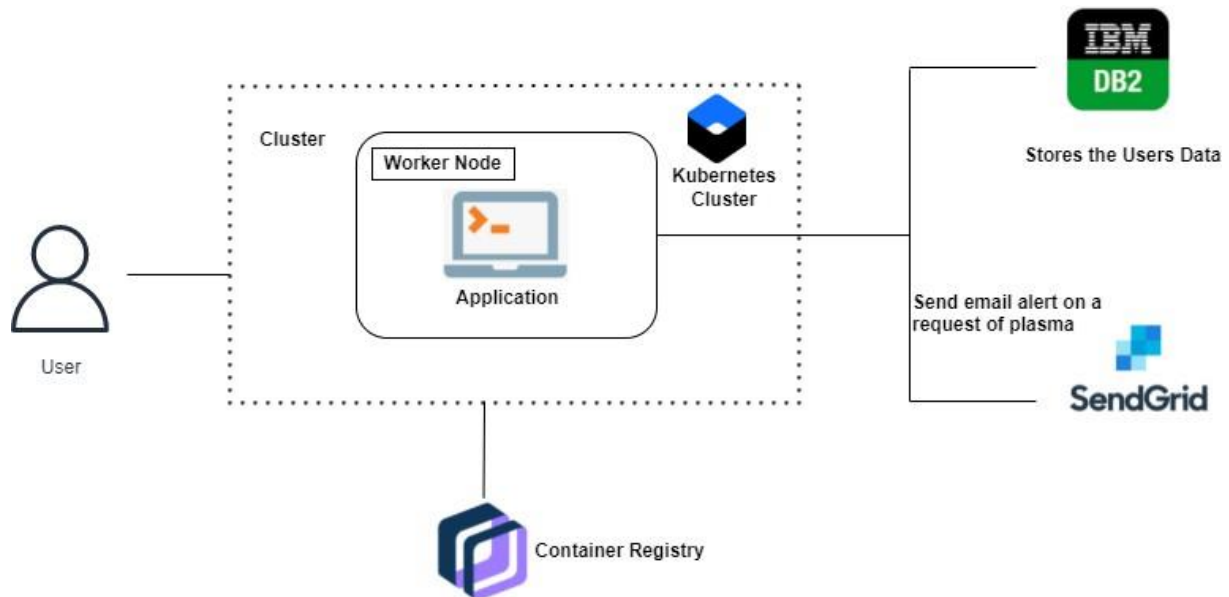 IBM
DB2
Stores the Users Data
Cluster
Worker Node
Kubernetes
Cluster
Application
User
Send email alert on a
request of plasma
SendGrid
Container Registry